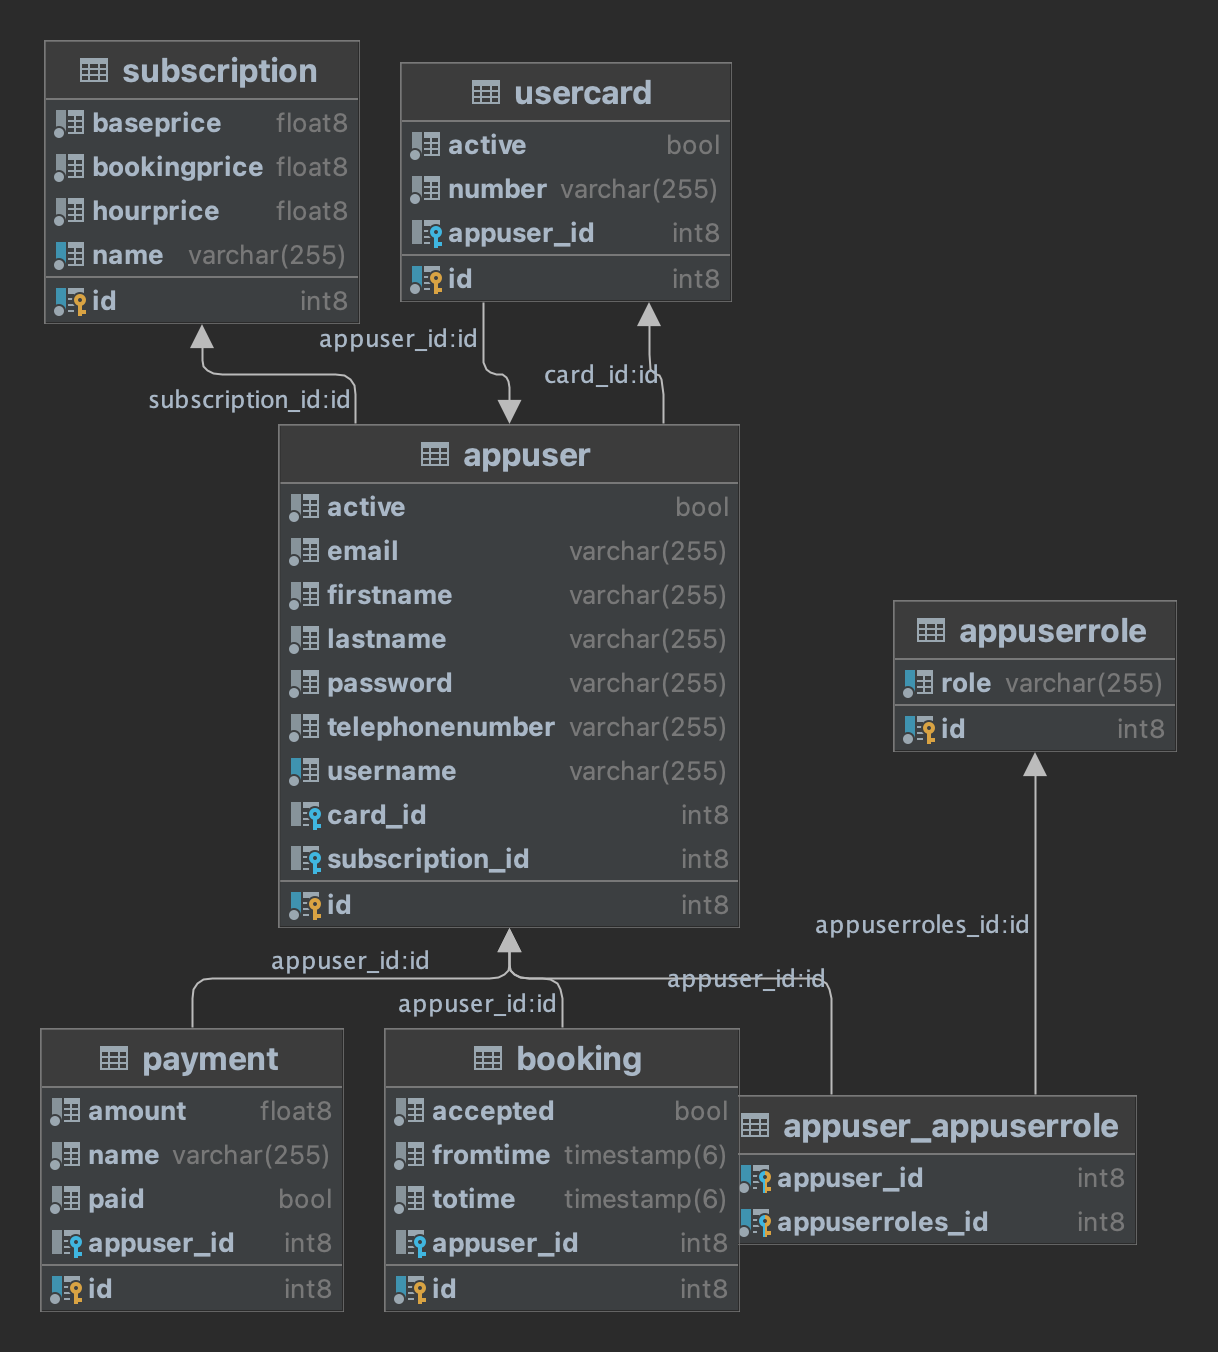 subscription
baseprice float8
bookingprice float8
hourprice float8
name varchar(255)
id int8
usercard
active bool
number varchar(255)
appuser_id int8
id int8
appuser_id:id
card_id:id
subscription_id:id
appuser
active bool
email varchar(255)
firstname varchar(255)
lastname varchar(255)
password varchar(255)
telephonenumber varchar(255)
username varchar(255)
card_id int8
subscription_id int8
id int8
appuserrole
role varchar(255)
id int8
appuserroles_id:id
appuser_id:id
appuser_id:id
appuser_id:id
payment
amount float8
name varchar(255)
paid bool
appuser_id int8
id int8
booking
accepted bool
fromtime timestamp(6)
totime timestamp(6)
appuser_id int8
id int8
appuser_appuserrole
appuser_id int8
appuserroles_id int8